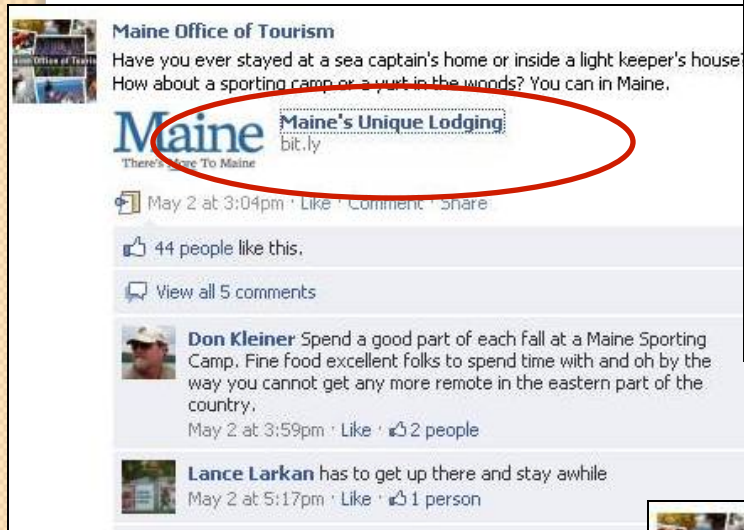 Maine Office of Tourism
Have you ever stayed at a sea captain's home or inside a light keeper's house?
How about a sporting camp or a yurt in the woods? You can in Maine.
Maine
There's More To Maine
Maine's Unique Lodging
bit.ly
May 2 at 3:04pm · Like · Comment · Share
44 people like this.
View all 5 comments
Don Kleiner Spend a good part of each fall at a Maine Sporting
Camp. Fine food excellent folks to spend time with and oh by the
way you cannot get any more remote in the eastern part of the
country.
May 2 at 3:59pm · Like · 2 people
Lance Larkan has to get up there and stay awhile
May 2 at 5:17pm · Like · 1 person